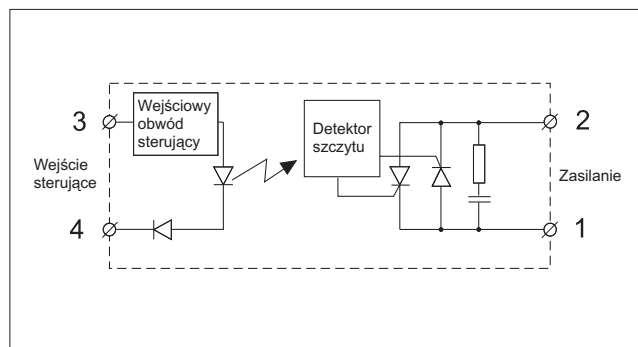 Wejściowy
obwód
sterujący
3
Wejście
sterujące
4
Detektor
szczytu
2
Zasilanie
1